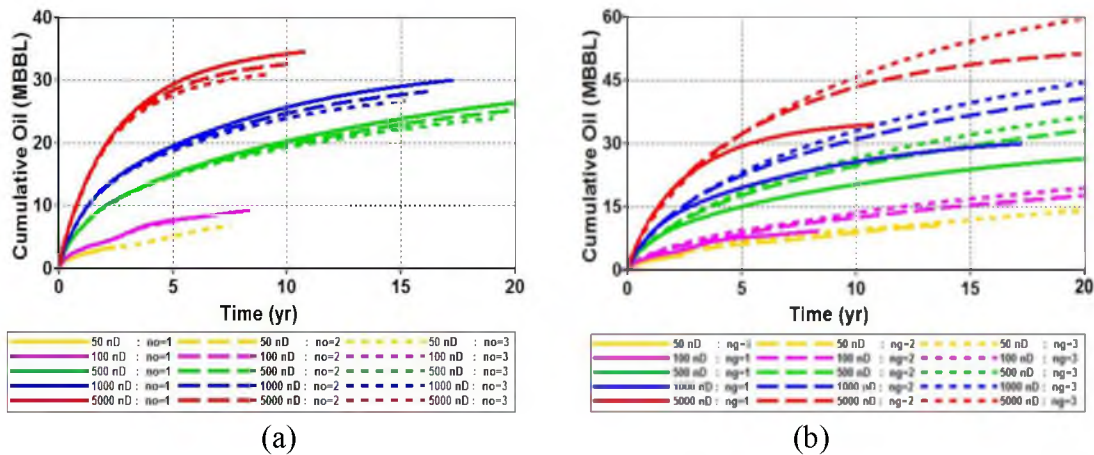 Cumulative Oil (MBBL)
40
30
20
10
0
0 5 10 15 20
Time (yr)
50 nD : no=1 50 nD : no=2 50 nD : no=3
100 nD : no=1 100 nD : no=2 100 nD : no=3
500 nD : no=1 500 nD : no=2 500 nD : no=3
1000 nD : no=1 1000 nD : no=2 1000 nD : no=3
5000 nD : no=1 5000 nD : no=2 5000 nD : no=3
(a)
Cumulative Oil (MBBL)
60
45
30
15
0
0 5 10 15 20
Time (yr)
50 nD : 50 nD : ng=2 50 nD : ng=3
100 nD : ng=1 100 nD : ng=2 100 nD : ng=3
500 nD : ng=1 500 nD : ng=2 500 nD : ng=3
1000 nD : ng=1 1000 nD : ng=2 1000 nD : ng=3
5000 nD : ng=1 5000 nD : ng=2 5000 nD : ng=3
(b)